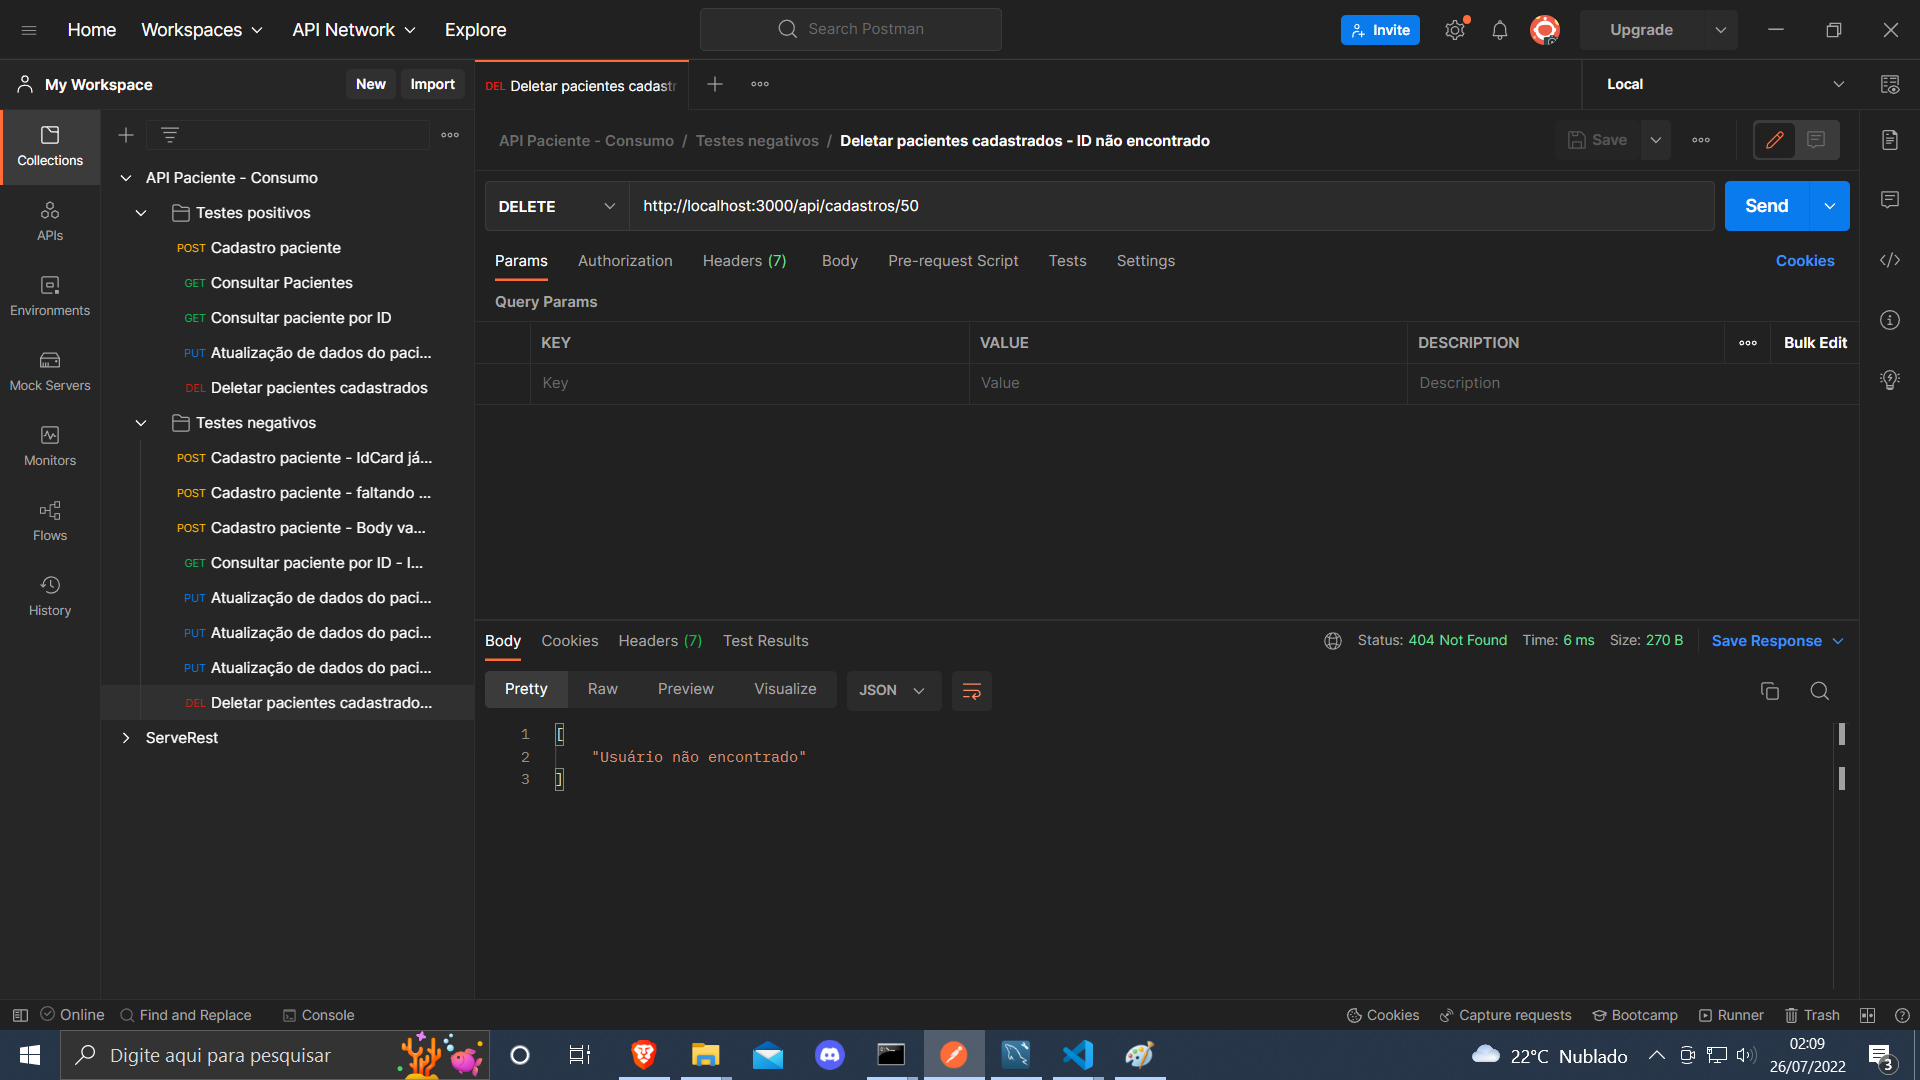 Home Workspaces API Network Explore Search Postman Invite Upgrade
My Workspace New Import DEL Deletar pacientes cadastr Local
Collections
APIs
Environments
Mock Servers
Monitors
Flows
History
API Paciente - Consumo
Testes positivos
POST Cadastro paciente
GET Consultar Pacientes
GET Consultar paciente por ID
PUT Atualização de dados do paci...
DEL Deletar pacientes cadastrados
Testes negativos
POST Cadastro paciente - IdCard já...
POST Cadastro paciente - faltando ...
POST Cadastro paciente - Body va...
GET Consultar paciente por ID - I...
PUT Atualização de dados do paci...
PUT Atualização de dados do paci...
PUT Atualização de dados do paci...
DEL Deletar pacientes cadastrado...
ServeRest
API Paciente - Consumo / Testes negativos / Deletar pacientes cadastrados - ID não encontrado Save
DELETE http://localhost:3000/api/cadastros/50 Send
Params Authorization Headers (7) Body Pre-request Script Tests Settings Cookies
Query Params
KEY VALUE DESCRIPTION Bulk Edit
Key Value Description
Body Cookies Headers (7) Test Results Status: 404 Not Found Time: 6 ms Size: 270 B Save Response
Pretty Raw Preview Visualize JSON
1 [
2 "Usuário não encontrado"
3 ]
Online Find and Replace Console Cookies Capture requests Bootcamp Runner Trash
Digite aqui para pesquisar 22°C Nublado 02:09
26/07/2022 3